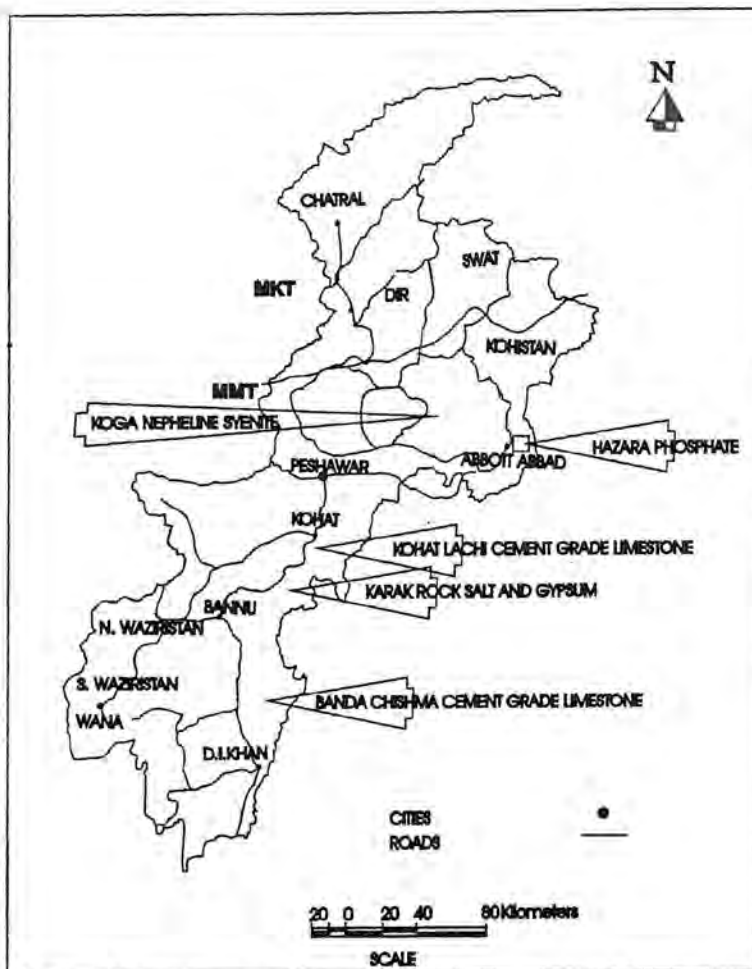 N
CHATRAL
SWAT
MKT
DIR
KOHISTAN
MMT
KOGA NEPHELINE SYENITE
HAZARA PHOSPHATE
ABBOTT ABBAD
PESHAWAR
KOHAT
KOHAT LACHI CEMENT GRADE LIMESTONE
KARAK ROCK SALT AND GYPSUM
BANNU
N. WAZIRISTAN
S. WAZIRISTAN
BANDA CHISHMA CEMENT GRADE LIMESTONE
WANA
D.I.KHAN
CITIES
ROADS
20 0 20 40 80 Kilometers
SCALE